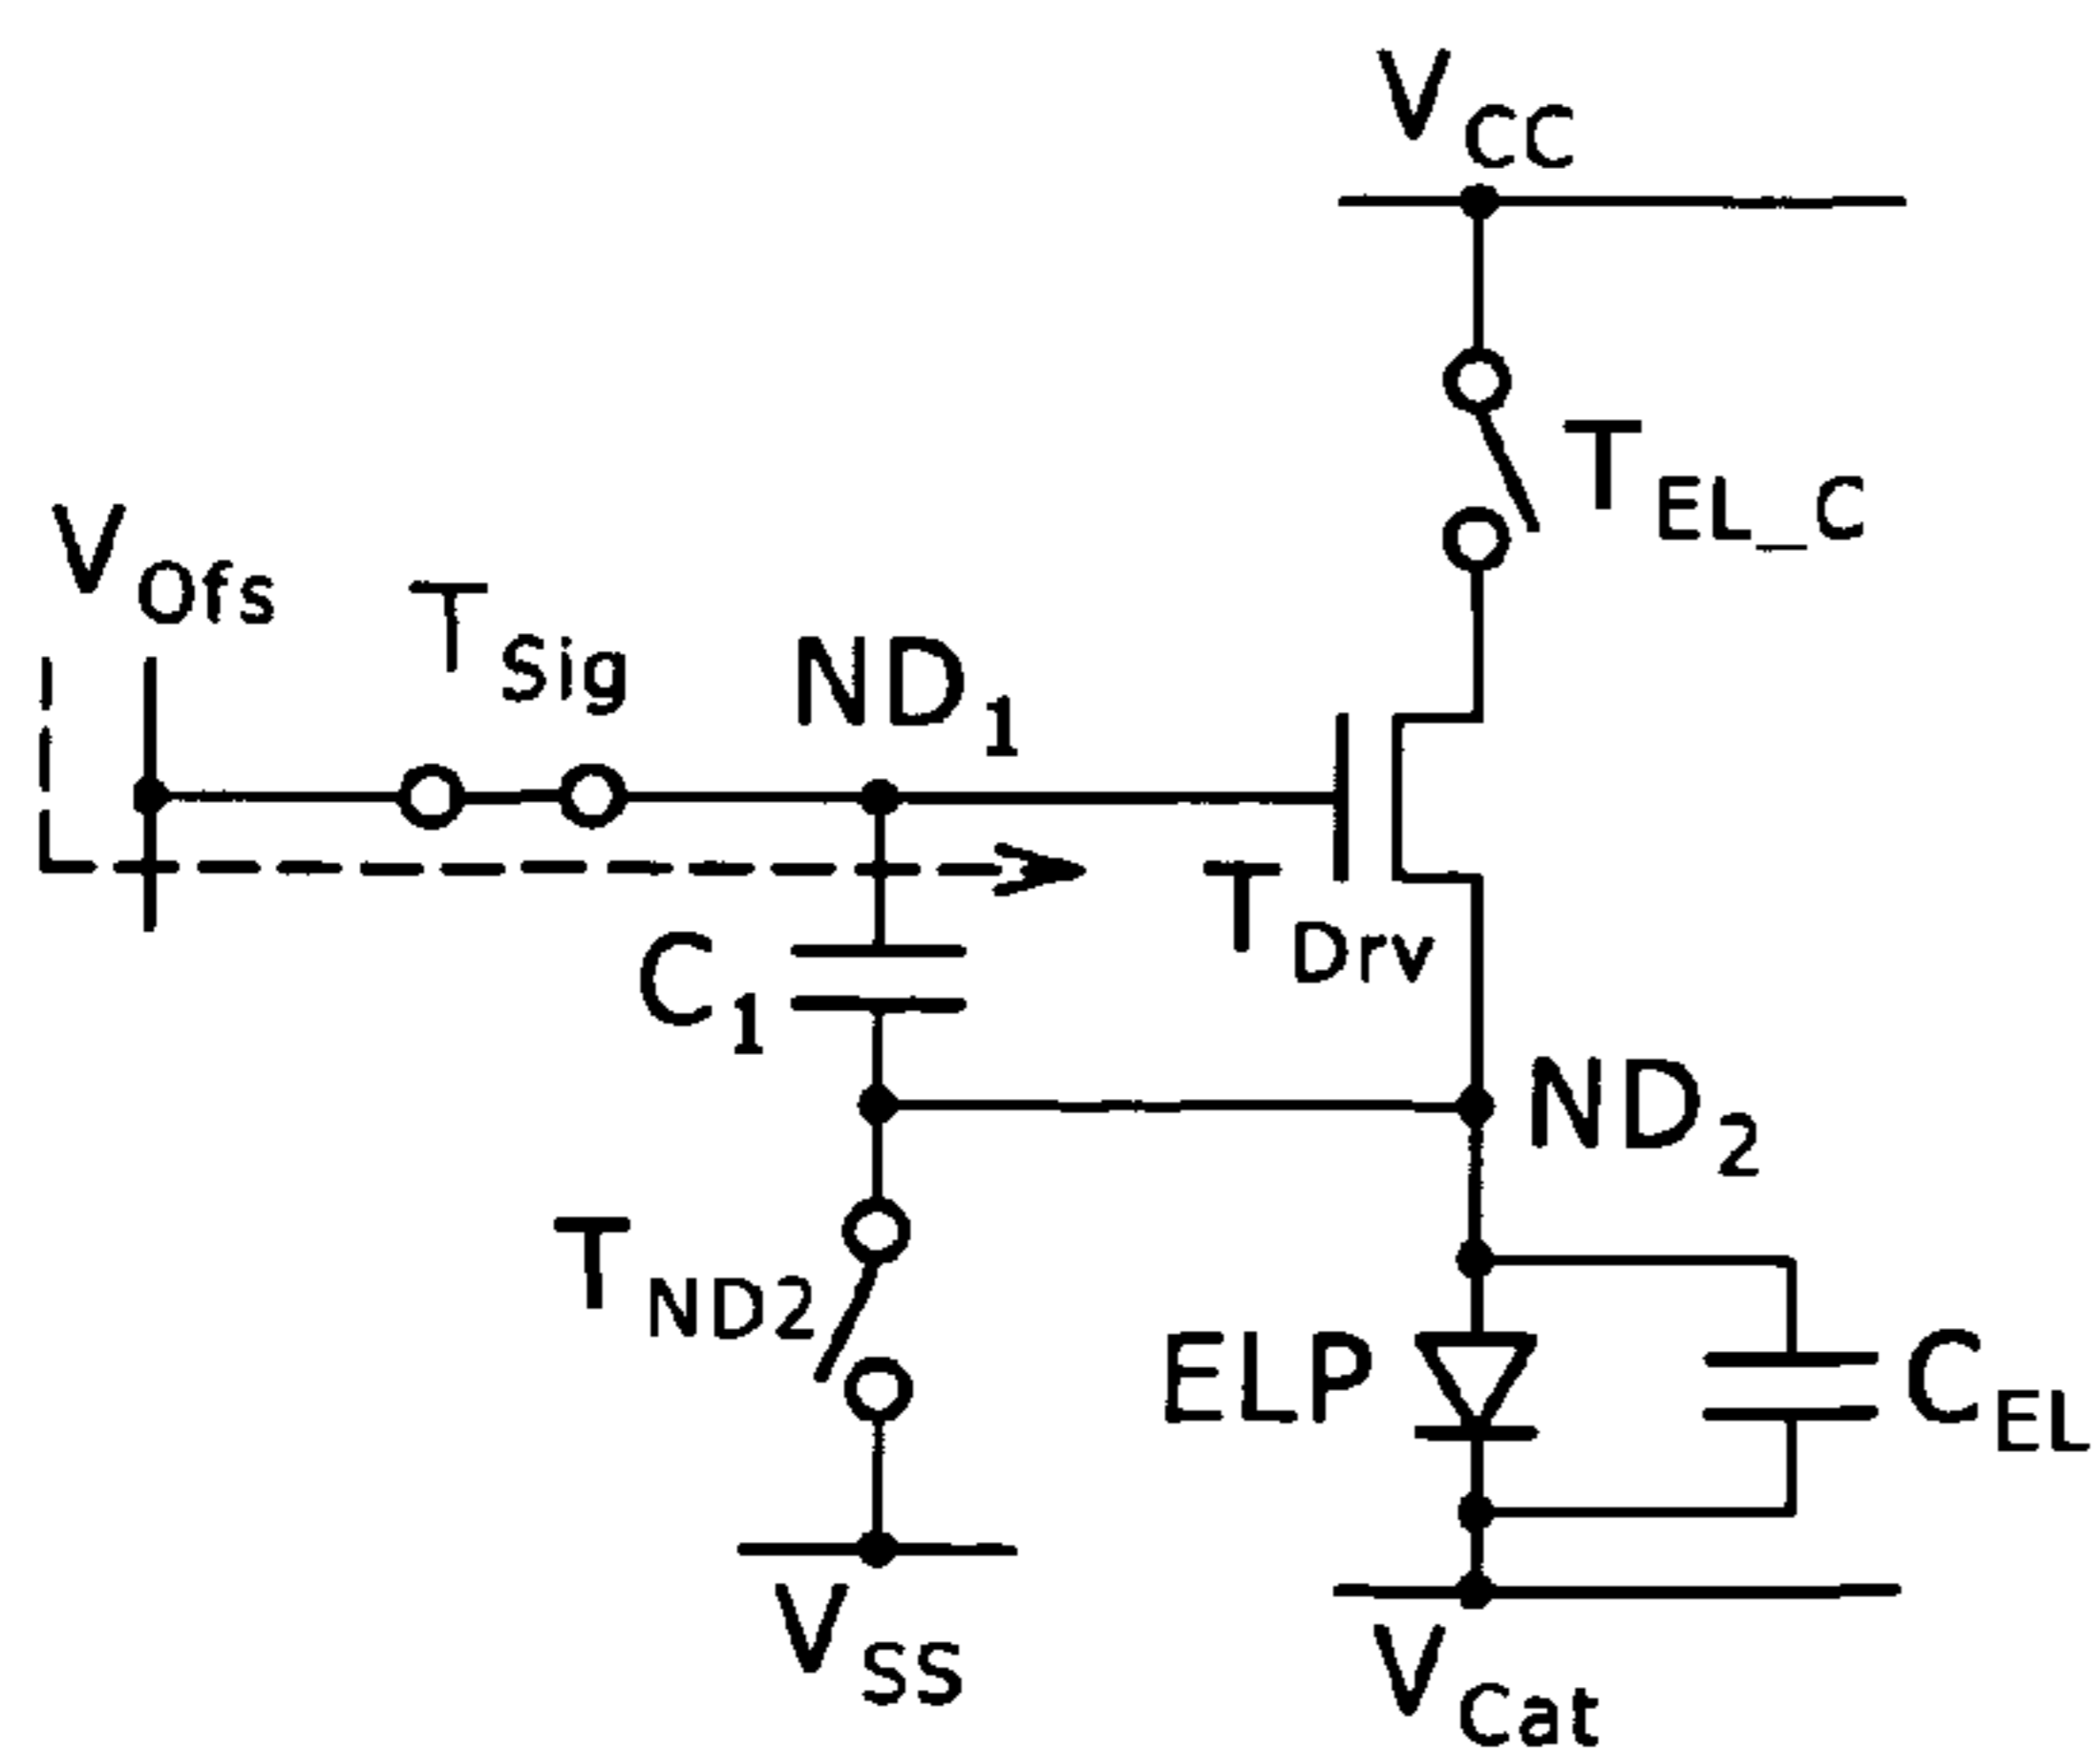 V_CC
T_EL_C
V_Ofs
T_Sig
ND_1
T_Drv
C_1
ND_2
T_ND2
ELP
C_EL
V_SS
V_Cat